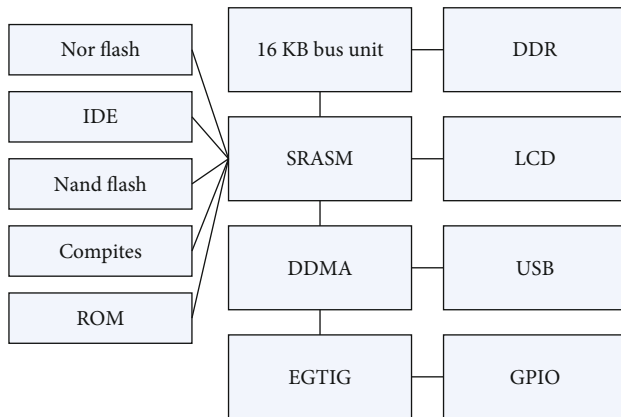 Nor flash
IDE
Nand flash
Compites
ROM
16 KB bus unit
SRASM
DDMA
EGTIG
DDR
LCD
USB
GPIO